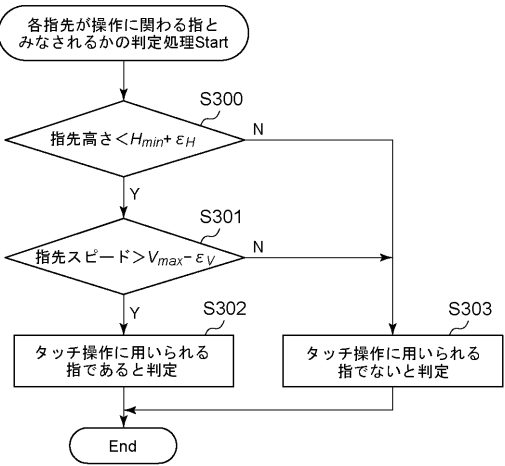 各指先が操作に関わる指と
みなされるかの判定処理Start
S300
指先高さ＜Hmin+εH
N
Y
S301
指先スピード＞Vmax−εV
N
Y
S302
タッチ操作に用いられる
指であると判定
S303
タッチ操作に用いられる
指でないと判定
End